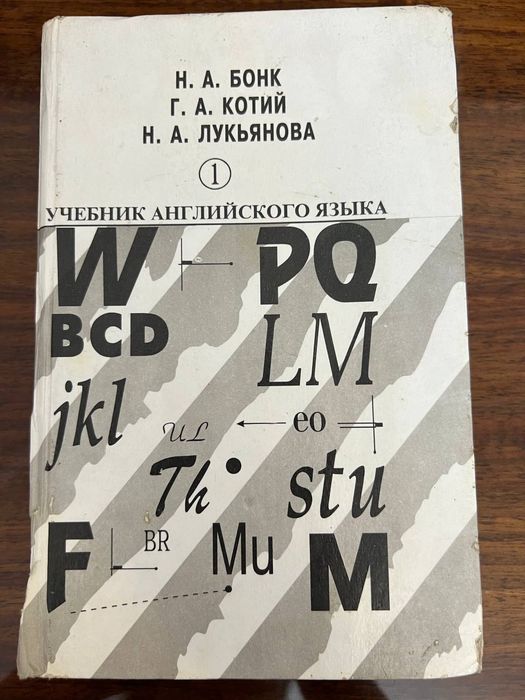 Н. А. БОНК
Г. А. КОТИЙ
Н. А. ЛУКЬЯНОВА
1
УЧЕБНИК АНГЛИЙСКОГО ЯЗЫКА
W PQ
BCD LM
jkl UL eo
Th stu
F BR Mu M